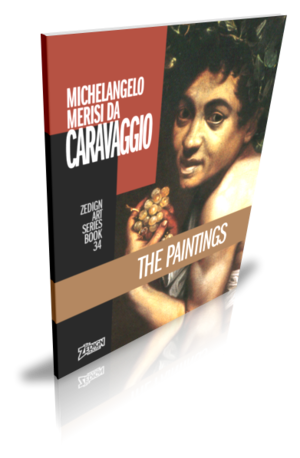 MICHELANGELO
MERISI DA
CARAVAGGIO
ZEDIGN
ART
SERIES
BOOK
34
THE PAINTINGS
ZEDIGN